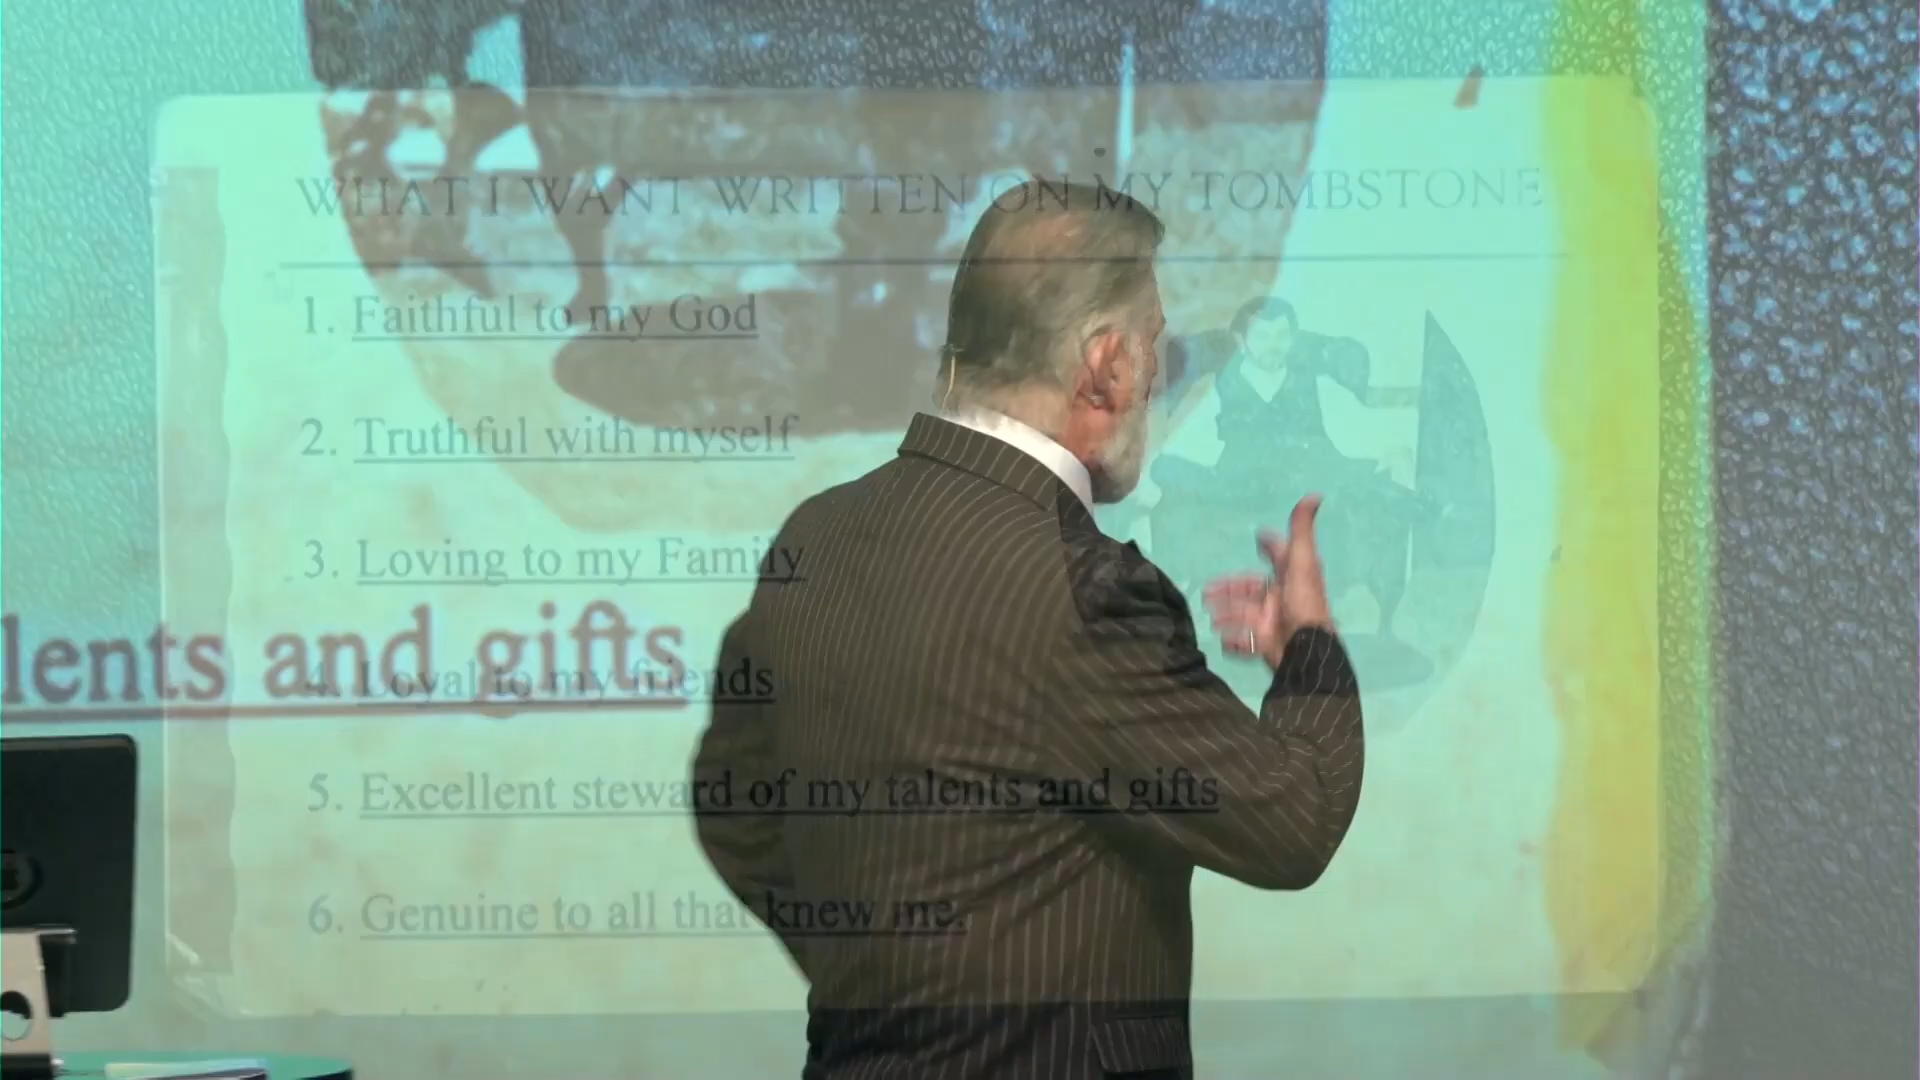 WHAT I WANT WRITTEN ON MY TOMBSTONE
1. Faithful to my God
2. Truthful with myself
3. Loving to my Family
lents and gifts
4. Loyal to my friends
5. Excellent steward of my talents and gifts
6. Genuine to all that knew me.